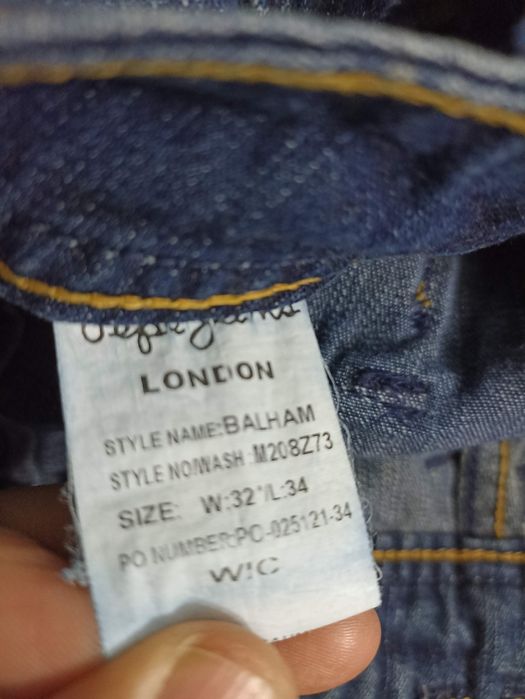 Pepe Jeans
LONDON
STYLE NAME:BALHAM
STYLE NO/WASH :M208Z73
SIZE: W:32"/L:34
PO NUMBER:PC-025121-34
W!C